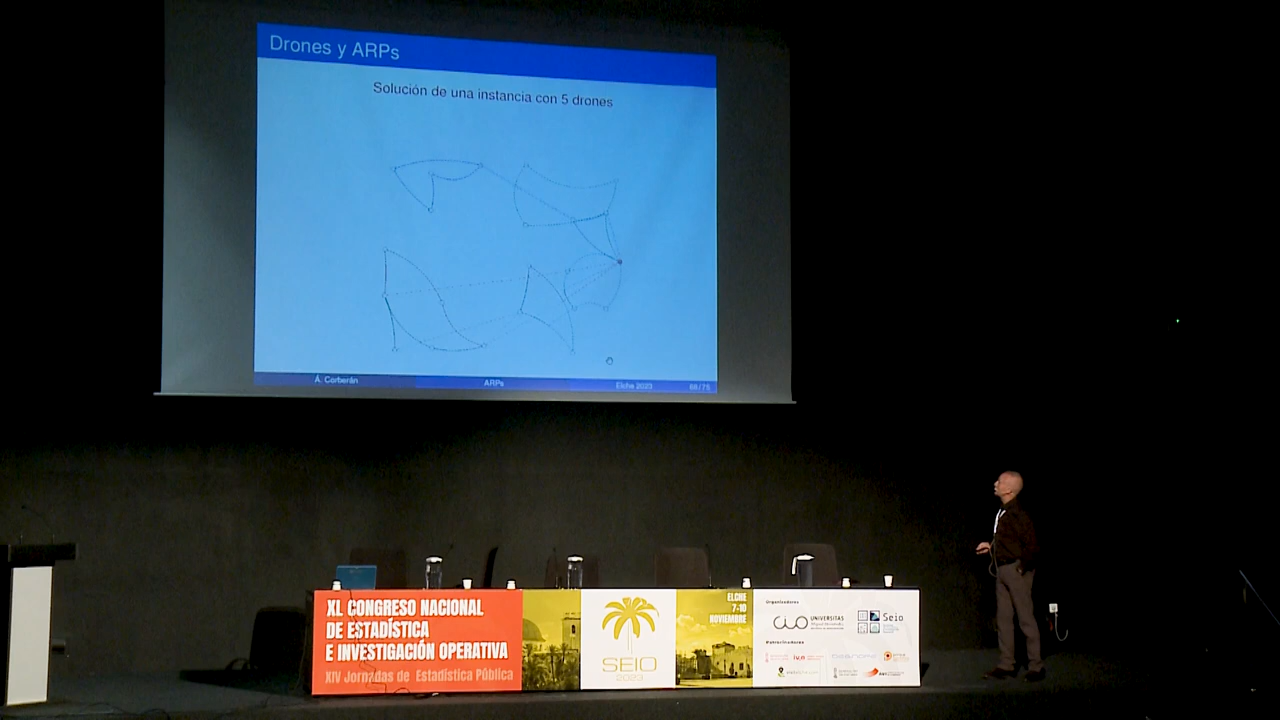 Drones y ARPs
Solución de una instancia con 5 drones
Á. Corberán
ARPs
Elche 2023
68 / 75
XL CONGRESO NACIONAL
DE ESTADÍSTICA
E INVESTIGACIÓN OPERATIVA
XIV Jornadas de Estadística Pública
SEIO
2023
ELCHE
7-10
NOVIEMBRE
Organizadores
UNIVERSITAS
Miguel Hernández
Seio
Patrocinadores